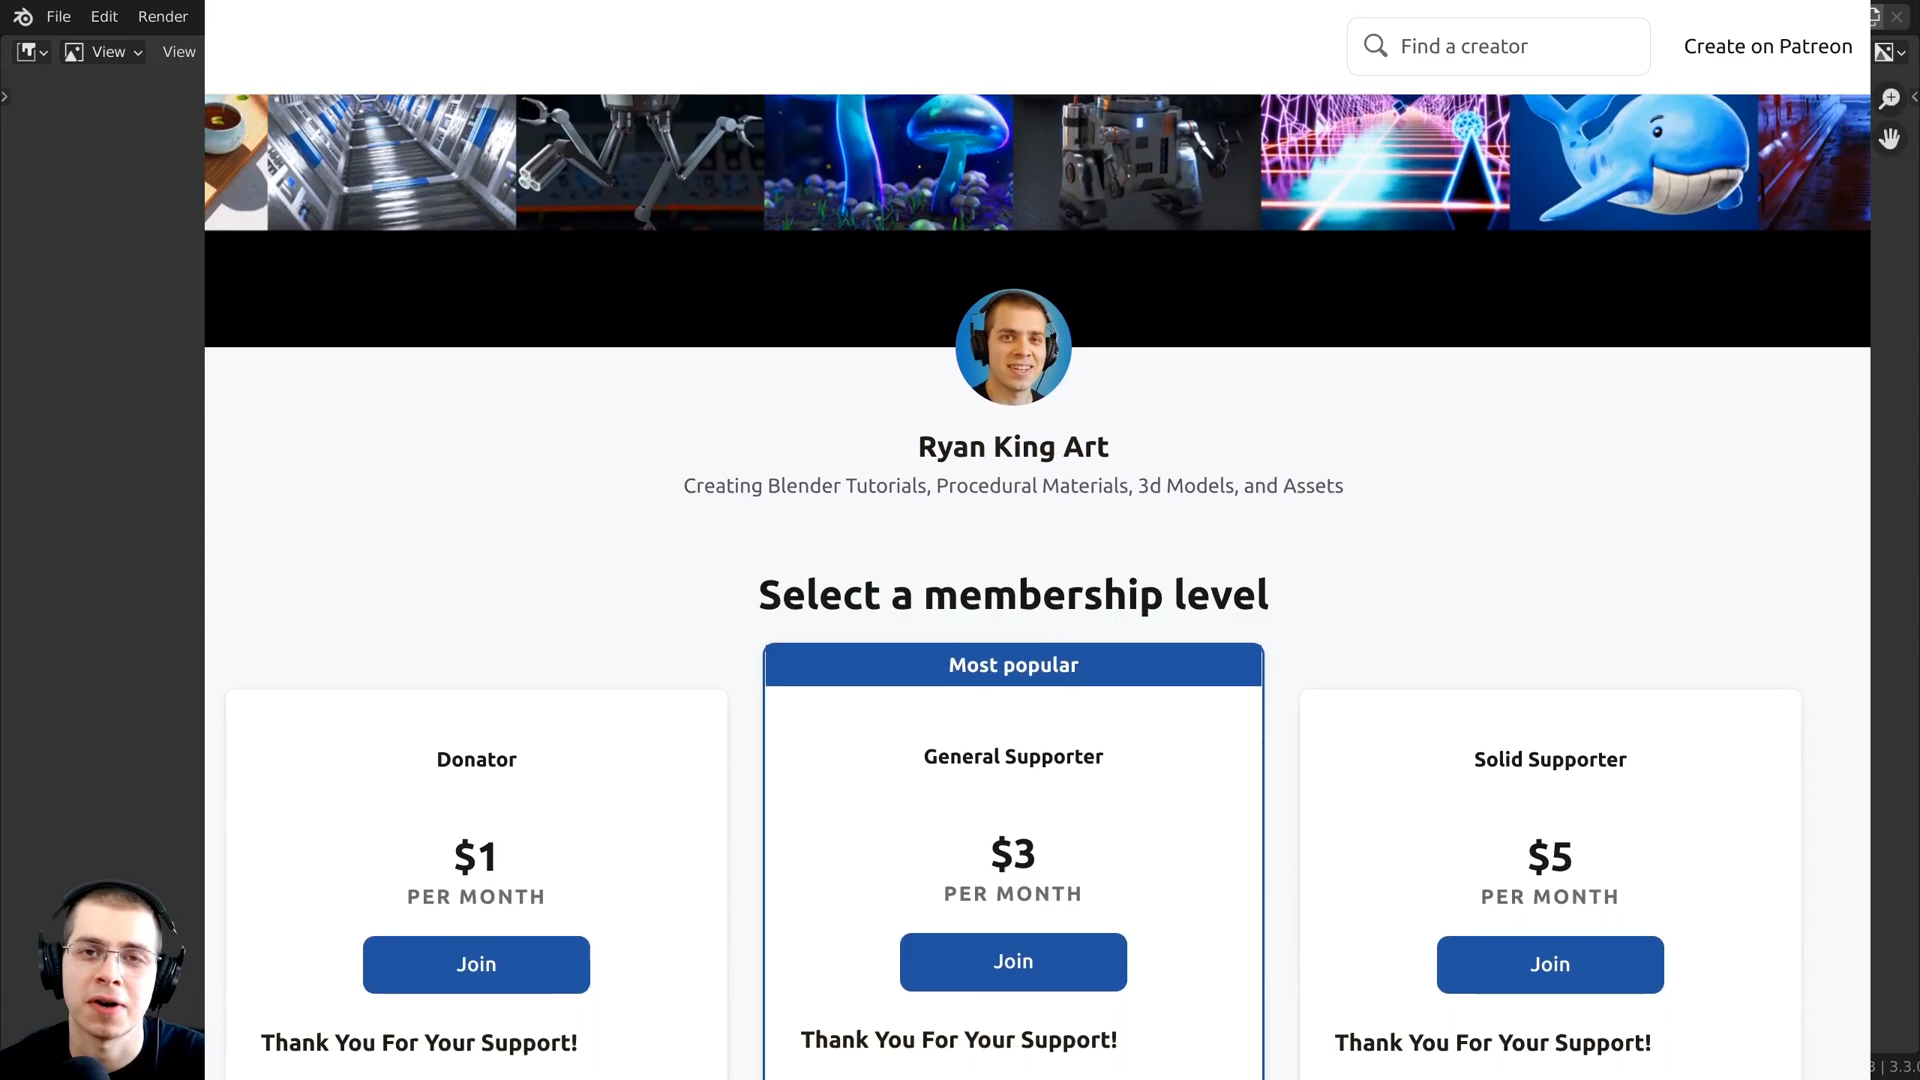 File Edit Render
View View
Find a creator
Create on Patreon
Ryan King Art
Creating Blender Tutorials, Procedural Materials, 3d Models, and Assets
Select a membership level
Most popular
Donator
$1
PER MONTH
Join
Thank You For Your Support!
General Supporter
$3
PER MONTH
Join
Thank You For Your Support!
Solid Supporter
$5
PER MONTH
Join
Thank You For Your Support!
| 3.3.0